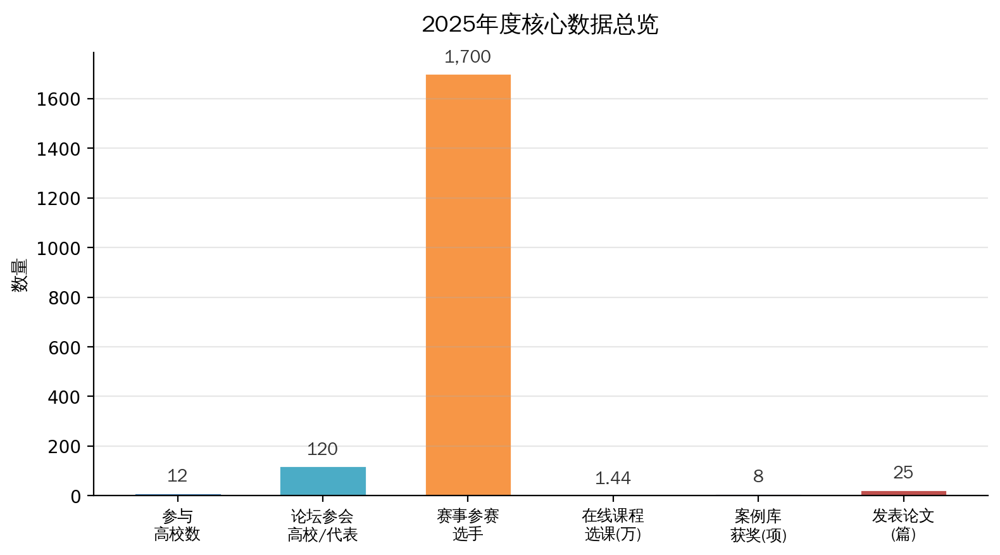 2025年度核心数据总览
数量
1600
1400
1200
1000
800
600
400
200
0
12
120
1,700
1.44
8
25
参与
高校数
论坛参会
高校/代表
赛事参赛
选手
在线课程
选课(万)
案例库
获奖(项)
发表论文
(篇)